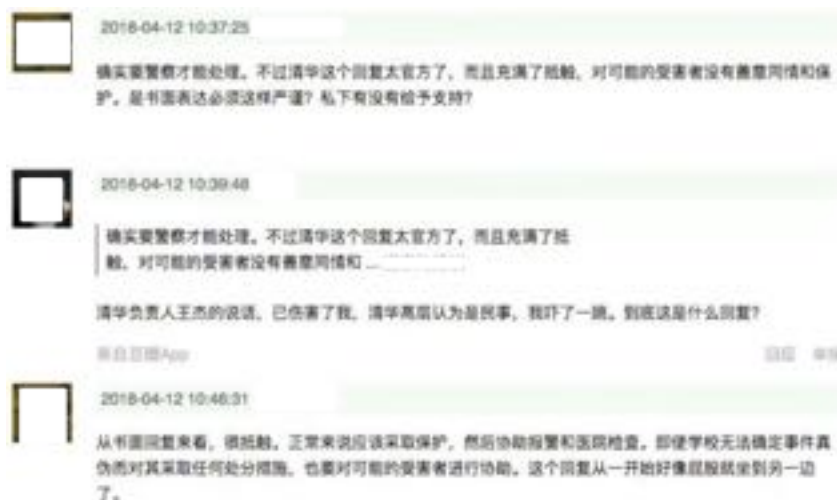 2018-04-12 10:37:25
确实要警察才能处理。不过清华这个回复太官方了，而且充满了抵触，对可能的受害者没有善意同情和保
护。是书面表达必须这样严谨？私下有没有给予支持？
2018-04-12 10:39:48
确实要警察才能处理。不过清华这个回复太官方了，而且充满了抵
触，对可能的受害者没有善意同情和 ...
清华负责人王杰的说话，已伤害了我，清华高层认为是民事，我吓了一跳。到底这是什么回复？
来自豆瓣App
回应 举报
2018-04-12 10:46:31
从书面回复来看，很抵触。正常来说应该采取保护，然后协助报警和医院检查。即使学校无法确定事件真
伪而对其采取任何处分措施，也要对可能的受害者进行协助。这个回复从一开始好像屁股就坐到另一边
了。